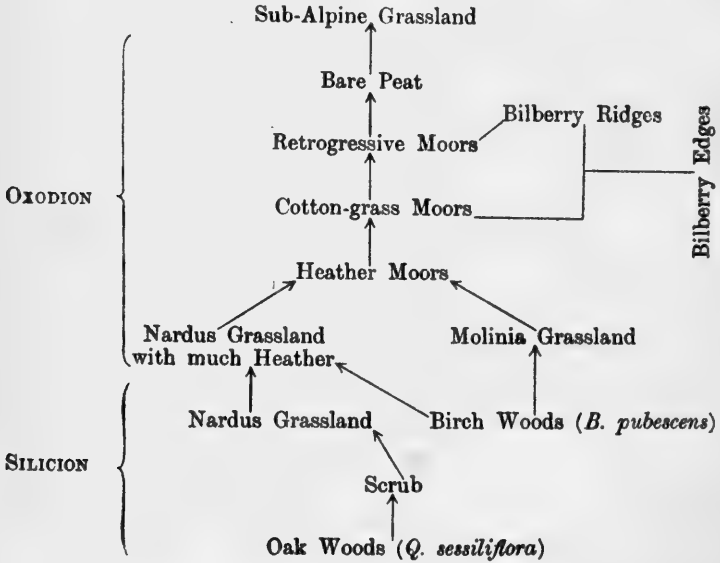 Sub-Alpine Grassland
Bare Peat
Bilberry Ridges
Retrogressive Moors
Bilberry Edges
OXODION
Cotton-grass Moors
Heather Moors
Nardus Grassland
with much Heather
Molinia Grassland
Nardus Grassland
Birch Woods (B. pubescens)
SILICION
Scrub
Oak Woods (Q. sessiliflora)